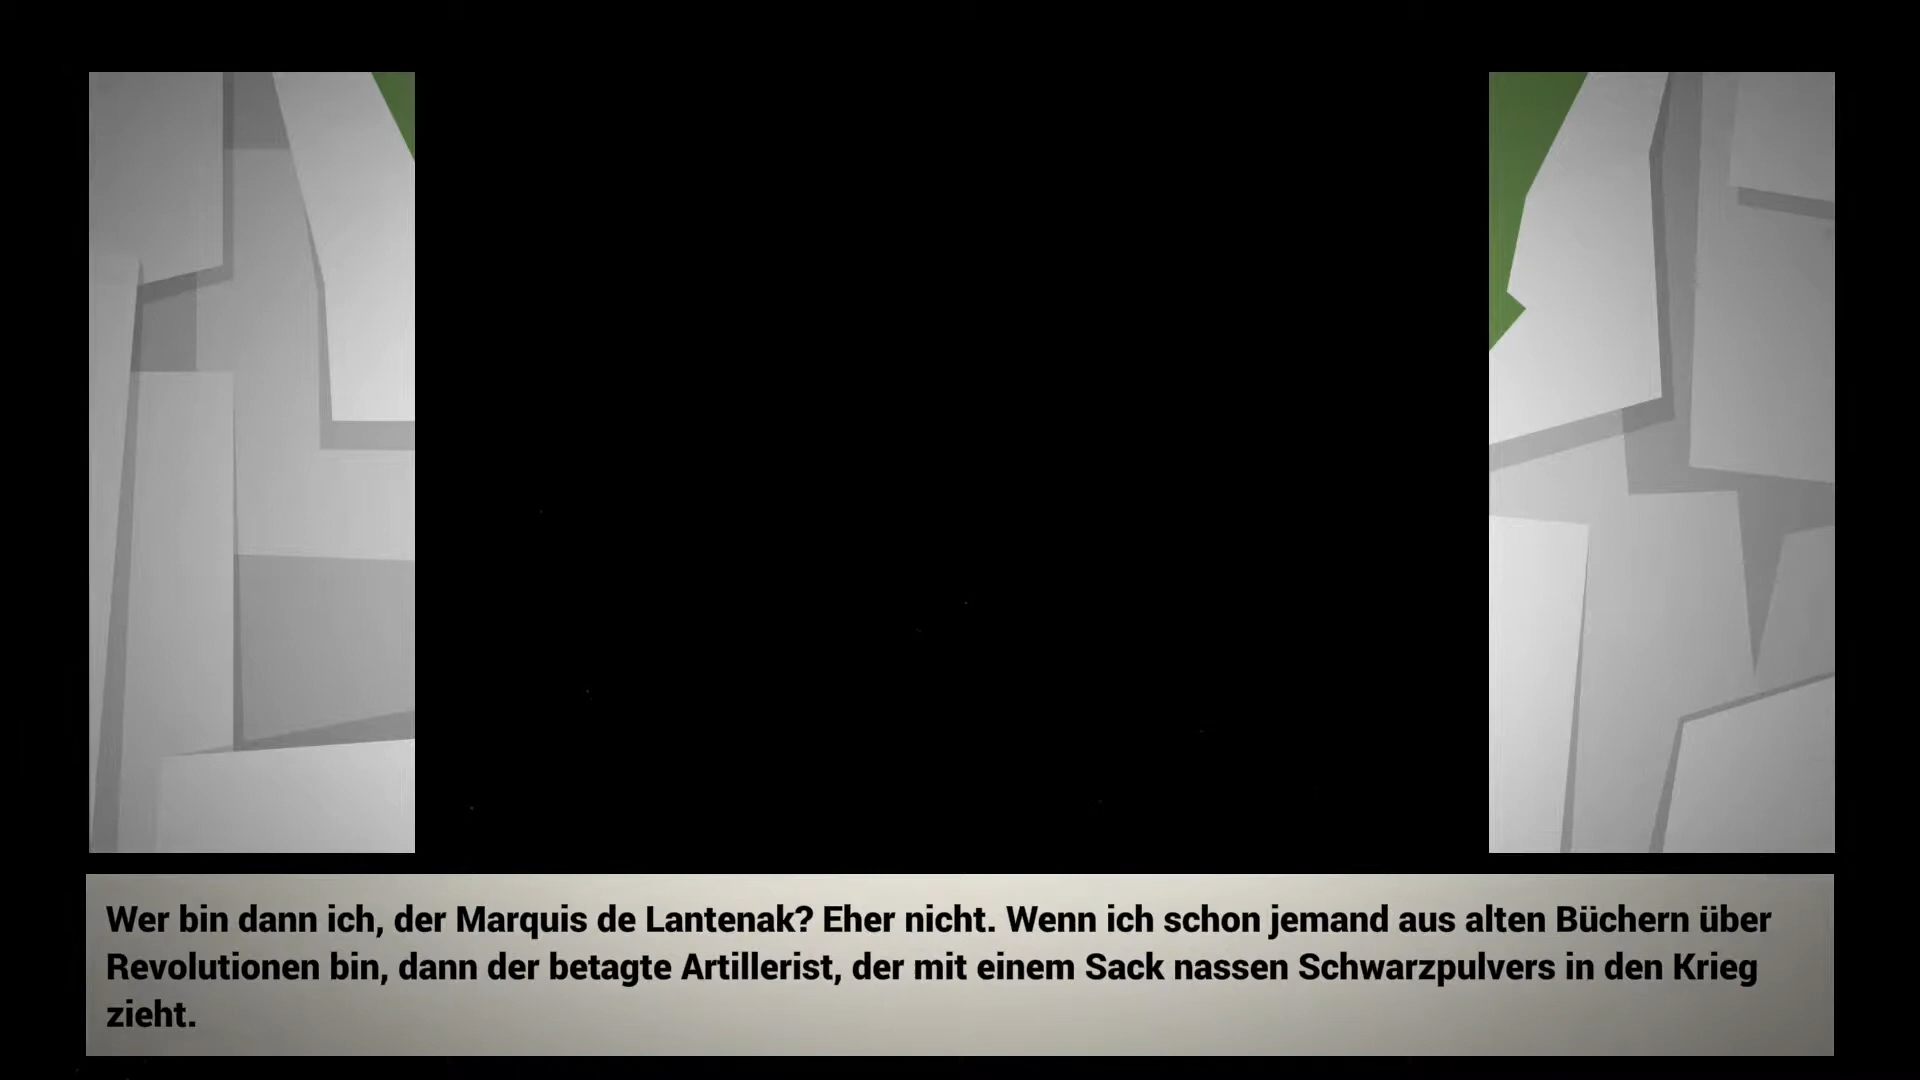 Wer bin dann ich, der Marquis de Lantenak? Eher nicht. Wenn ich schon jemand aus alten Büchern über
Revolutionen bin, dann der betagte Artillerist, der mit einem Sack nassen Schwarzpulvers in den Krieg
zieht.